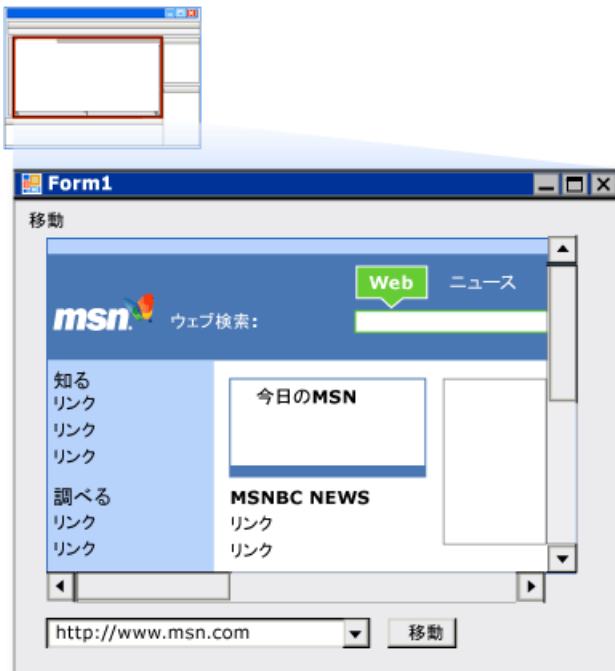 Form1
移動
Web ニュース
msn ウェブ検索:
知る
リンク
リンク
リンク
調べる
リンク
リンク
今日のMSN
MSNBC NEWS
リンク
リンク
http://www.msn.com 移動